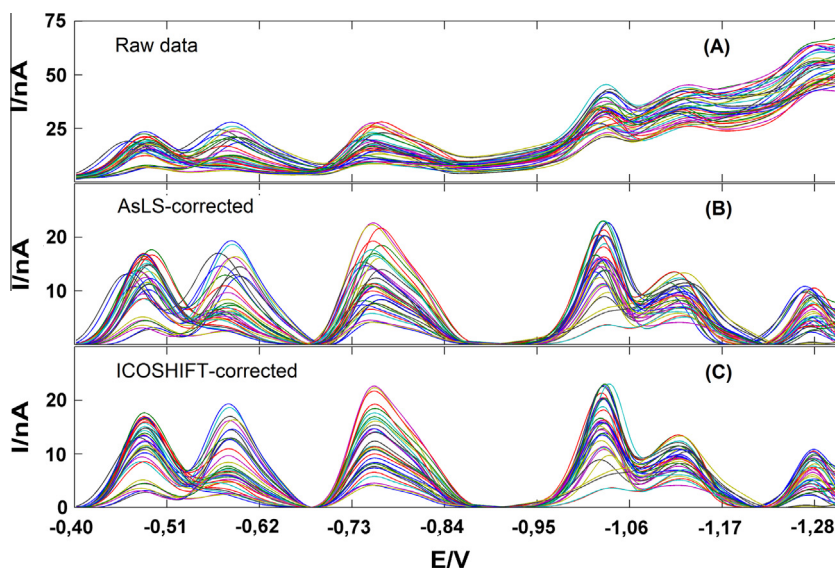 Raw data
(A)
75
50
25
I/nA
AsLS-corrected
(B)
20
10
I/nA
ICOSHIFT-corrected
(C)
20
10
0
I/nA
-0,40 -0,51 -0,62 -0,73 -0,84 -0,95 -1,06 -1,17 -1,28
E/V